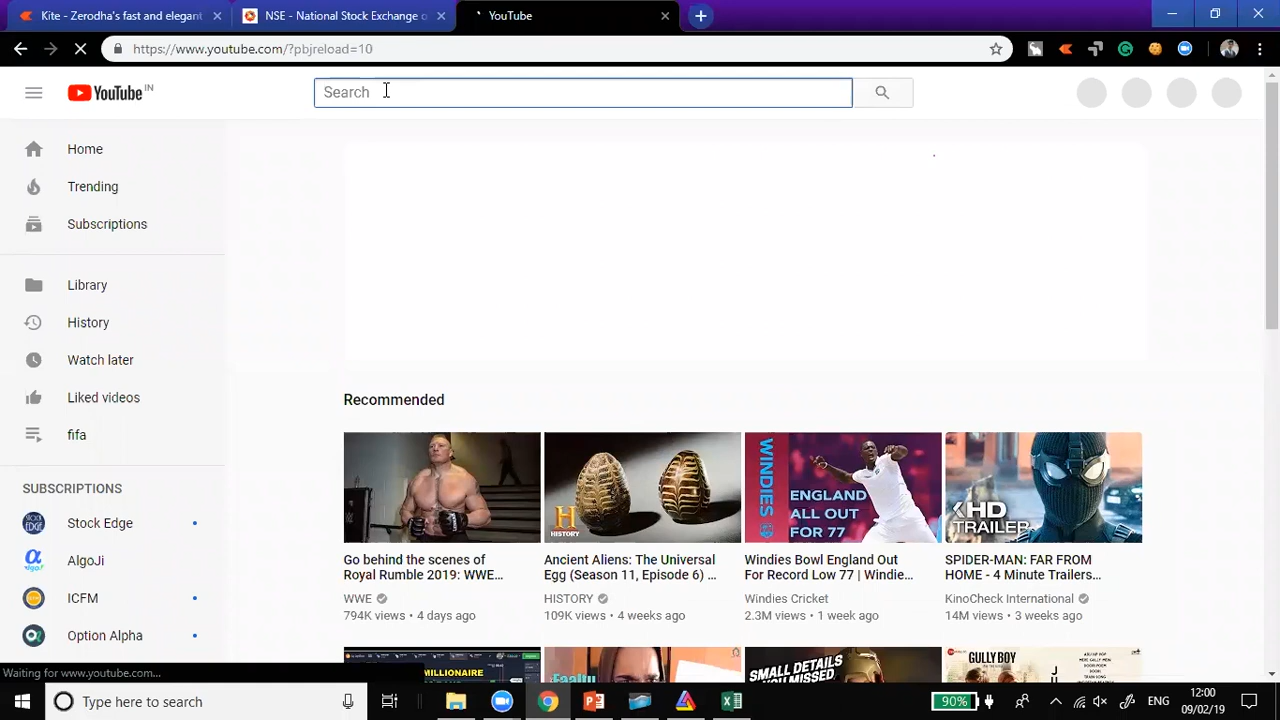 Kite - Zerodha's fast and elegant
NSE - National Stock Exchange o
YouTube
https://www.youtube.com/?pbjreload=10
YouTube IN
Search
Home
Trending
Subscriptions
Library
History
Watch later
Liked videos
fifa
SUBSCRIPTIONS
Stock Edge
AlgoJi
ICFM
Option Alpha
Recommended
WINDIES
ENGLAND
ALL OUT
FOR 77
H
HISTORY
XHD
TRAILER
Go behind the scenes of
Royal Rumble 2019: WWE...
WWE
794K views • 4 days ago
Ancient Aliens: The Universal
Egg (Season 11, Episode 6) ...
HISTORY
109K views • 4 weeks ago
Windies Bowl England Out
For Record Low 77 | Windie...
Windies Cricket
2.3M views • 1 week ago
SPIDER-MAN: FAR FROM
HOME - 4 Minute Trailers...
KinoCheck International
14M views • 3 weeks ago
MILLIONAIRE
SMALL DETAILS
YOU MISSED
GULLY BOY
Waiting for www.youtube.com...
Type here to search
90%
ENG
12:00
09/02/19